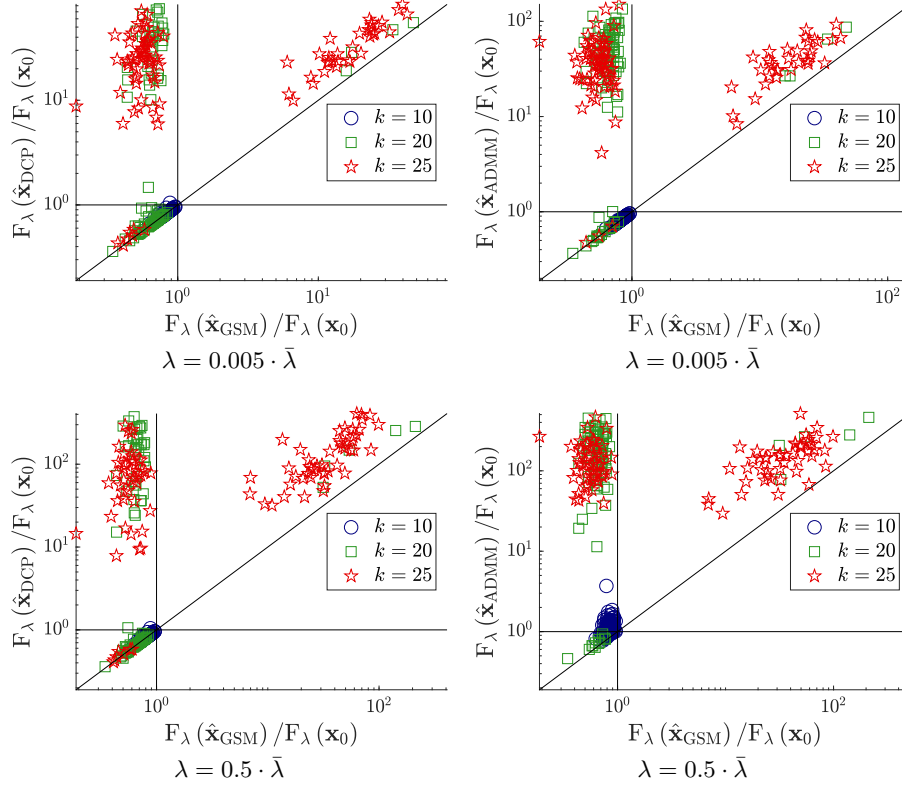 F_λ(x̂_DCP)/F_λ(x_0)
10^1
10^0
k = 10
k = 20
k = 25
10^0 10^1
F_λ(x̂_GSM)/F_λ(x_0)
λ = 0.005 · λ̄
F_λ(x̂_ADMM)/F_λ(x_0)
10^2
10^1
10^0
k = 10
k = 20
k = 25
10^0 10^2
F_λ(x̂_GSM)/F_λ(x_0)
λ = 0.005 · λ̄
F_λ(x̂_DCP)/F_λ(x_0)
10^2
10^1
10^0
k = 10
k = 20
k = 25
10^0 10^2
F_λ(x̂_GSM)/F_λ(x_0)
λ = 0.5 · λ̄
F_λ(x̂_ADMM)/F_λ(x_0)
10^2
10^1
10^0
k = 10
k = 20
k = 25
10^0 10^2
F_λ(x̂_GSM)/F_λ(x_0)
λ = 0.5 · λ̄